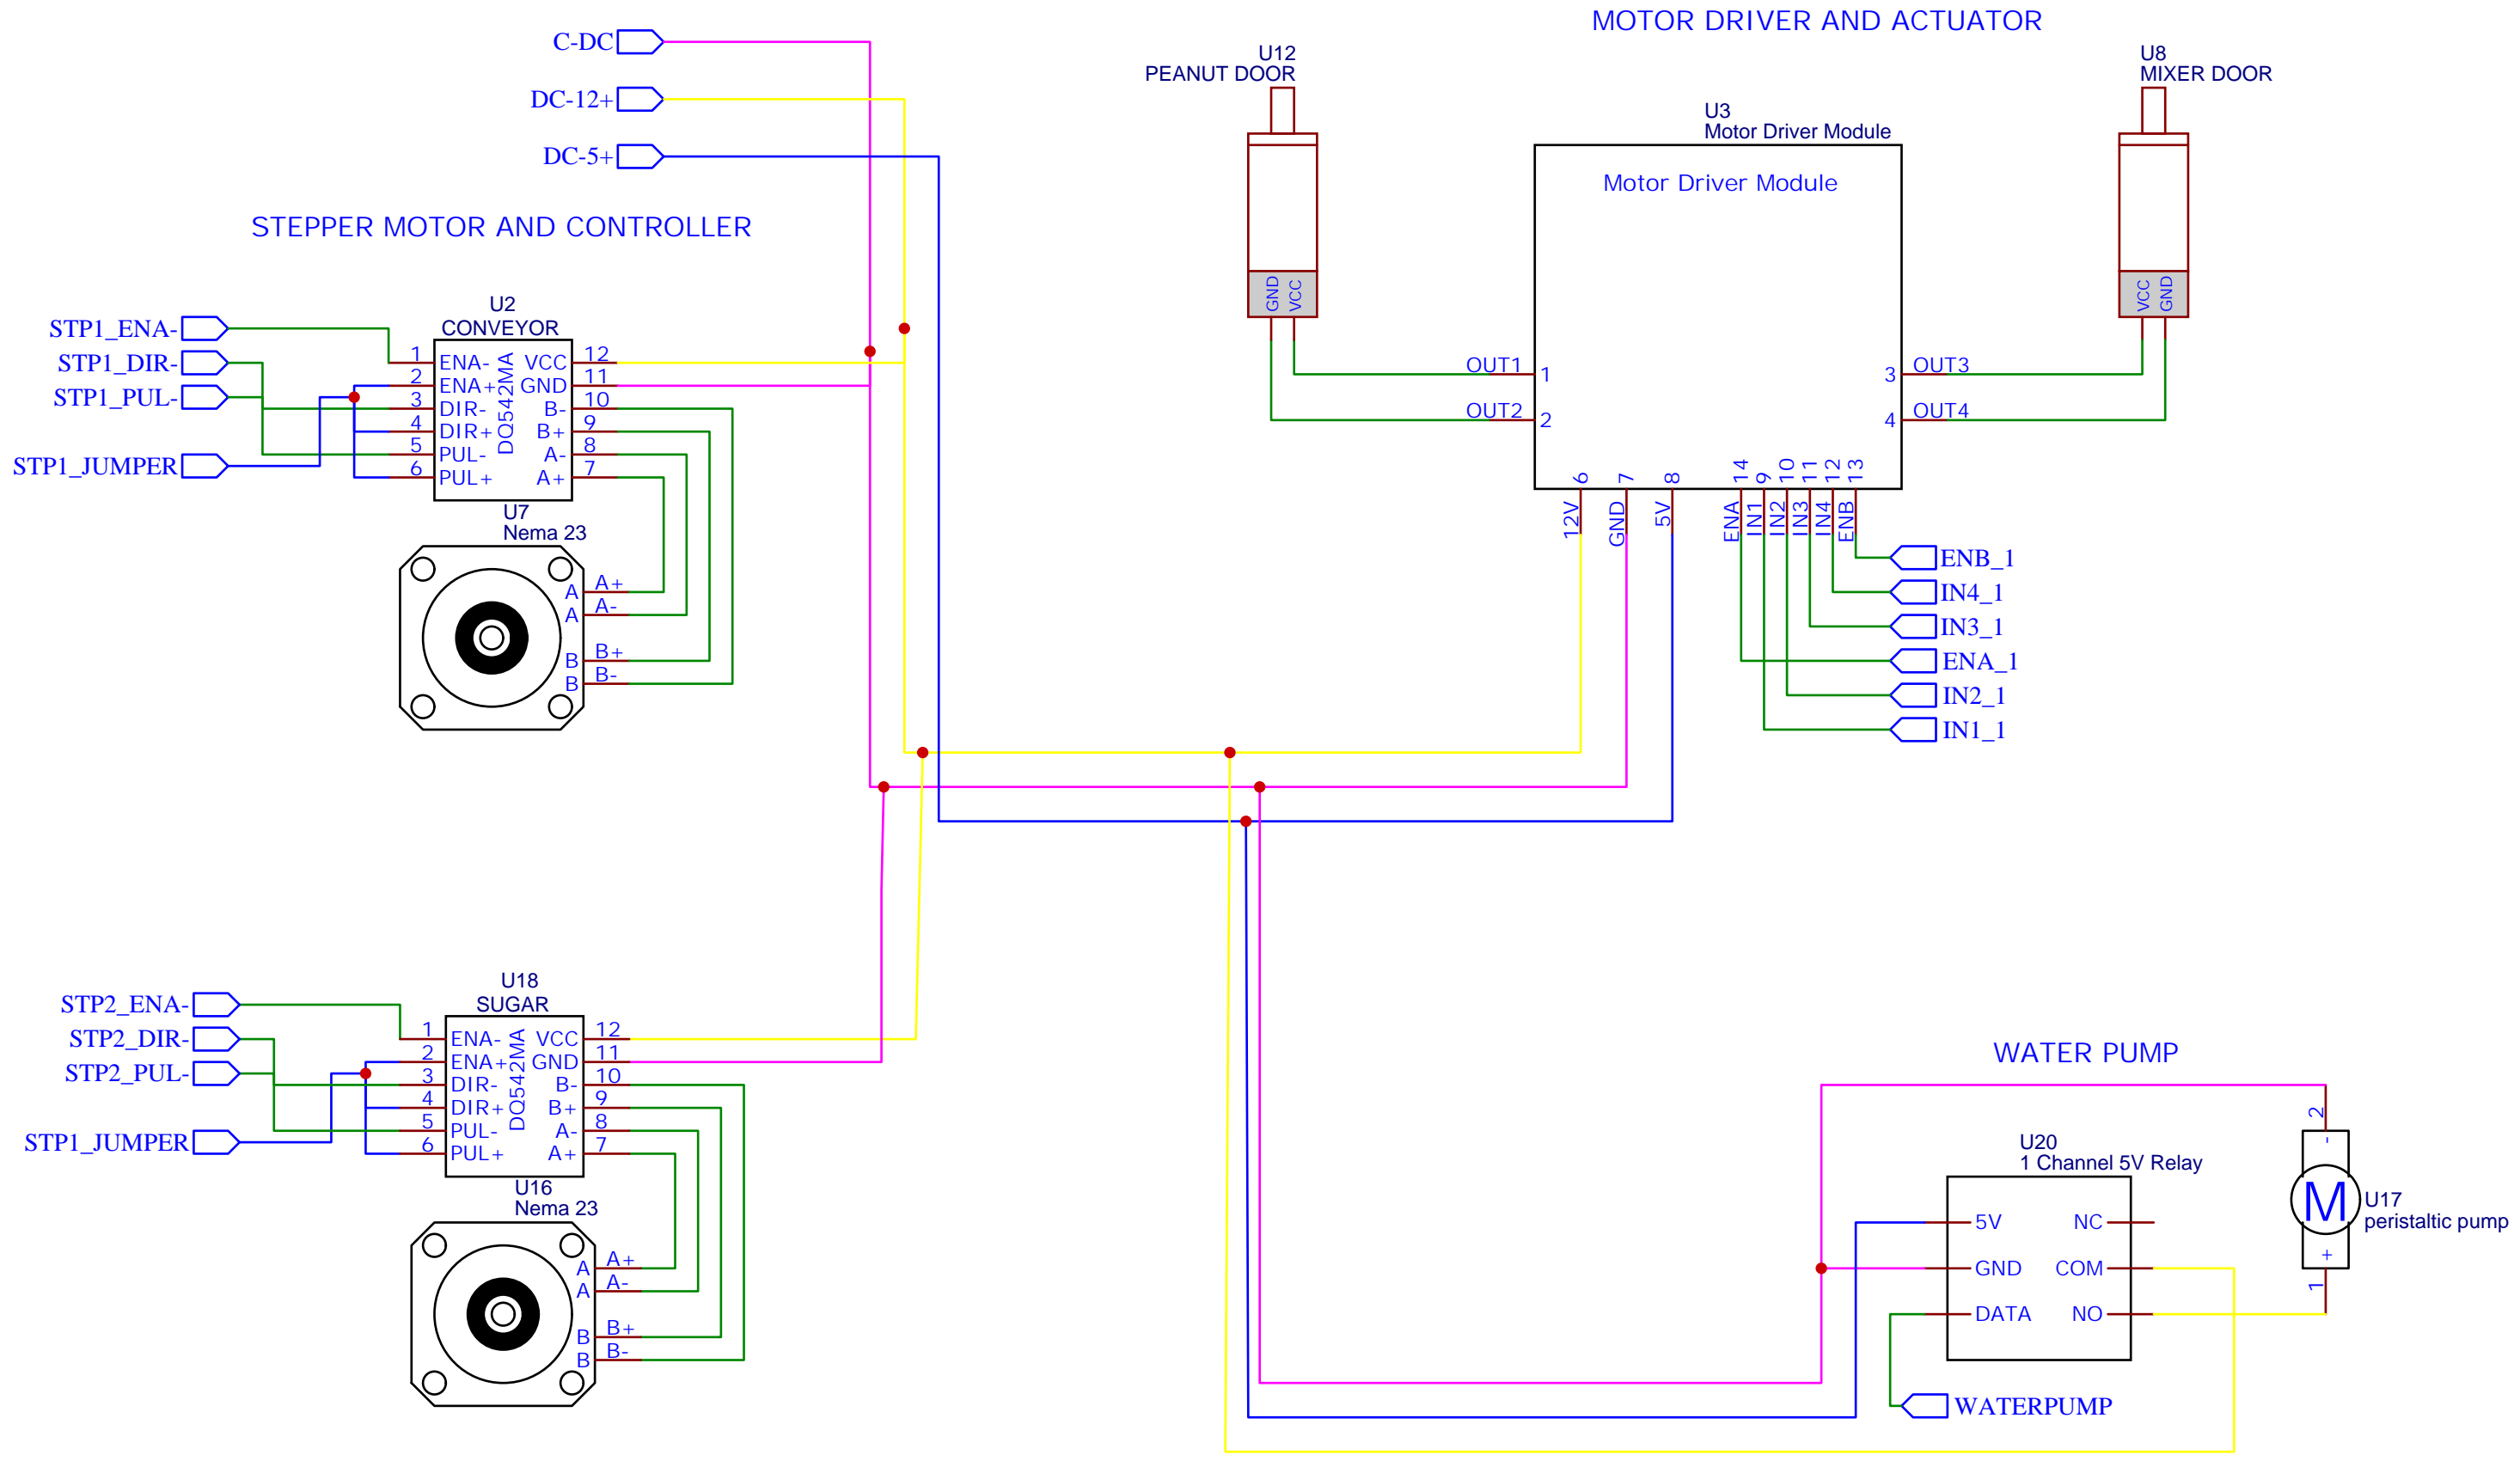 MOTOR DRIVER AND ACTUATOR
C-DC
DC-12+
DC-5+
U12
PEANUT DOOR
GND
VCC
U8
MIXER DOOR
VCC
GND
U3
Motor Driver Module
Motor Driver Module
OUT1
1
OUT2
2
3
OUT3
4
OUT4
6
7
8
14
9
10
11
12
13
12V
GND
5V
ENA
IN1
IN2
IN3
IN4
ENB
ENB_1
IN4_1
IN3_1
ENA_1
IN2_1
IN1_1
STEPPER MOTOR AND CONTROLLER
STP1_ENA-
STP1_DIR-
STP1_PUL-
STP1_JUMPER
U2
CONVEYOR
DQ542MA
1 ENA- VCC 12
2 ENA+ GND 11
3 DIR- B- 10
4 DIR+ B+ 9
5 PUL- A- 8
6 PUL+ A+ 7
U7
Nema 23
A A+
A A-
B B+
B B-
STP2_ENA-
STP2_DIR-
STP2_PUL-
STP1_JUMPER
U18
SUGAR
DQ542MA
1 ENA- VCC 12
2 ENA+ GND 11
3 DIR- B- 10
4 DIR+ B+ 9
5 PUL- A- 8
6 PUL+ A+ 7
U16
Nema 23
A A+
A A-
B B+
B B-
WATER PUMP
U20
1 Channel 5V Relay
5V NC
GND COM
DATA NO
WATERPUMP
2
-
M
+
1
U17
peristaltic pump